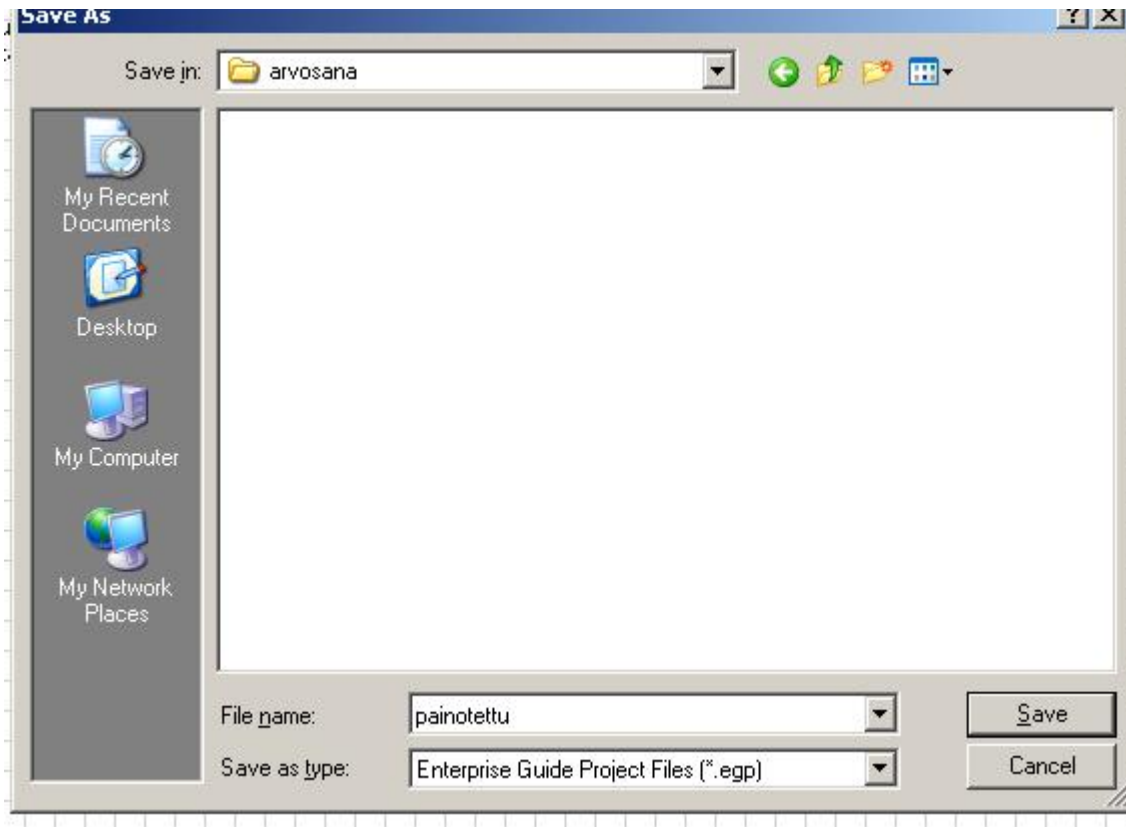 Save As
Save in:
arvosana
My Recent
Documents
Desktop
My Computer
My Network
Places
File name:
painotettu
Save
Save as type:
Enterprise Guide Project Files (*.egp)
Cancel